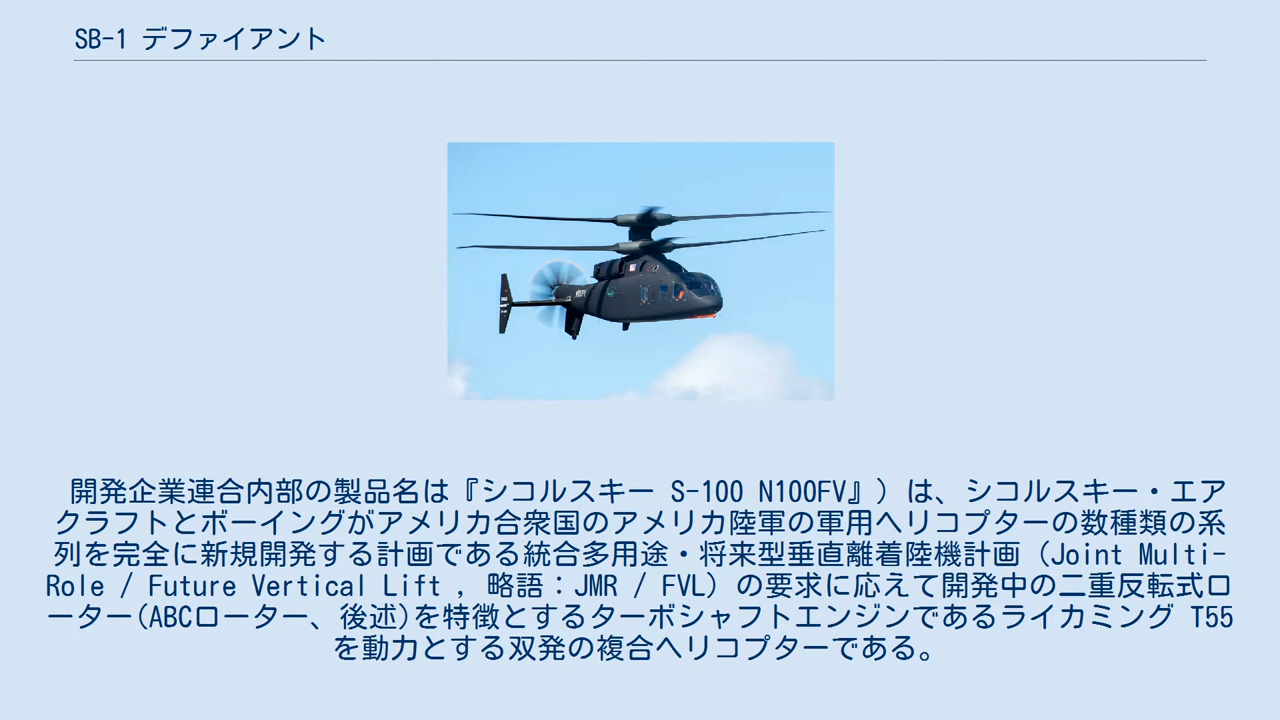 SB-1 デファイアント
開発企業連合内部の製品名は『シコルスキー S-100 N100FV』）は、シコルスキー・エア
クラフトとボーイングがアメリカ合衆国のアメリカ陸軍の軍用ヘリコプターの数種類の系
列を完全に新規開発する計画である統合多用途・将来型垂直離着陸機計画（Joint Multi-
Role / Future Vertical Lift , 略語：JMR / FVL）の要求に応えて開発中の二重反転式ロ
ーター(ABCローター、後述)を特徴とするターボシャフトエンジンであるライカミング T55
を動力とする双発の複合ヘリコプターである。